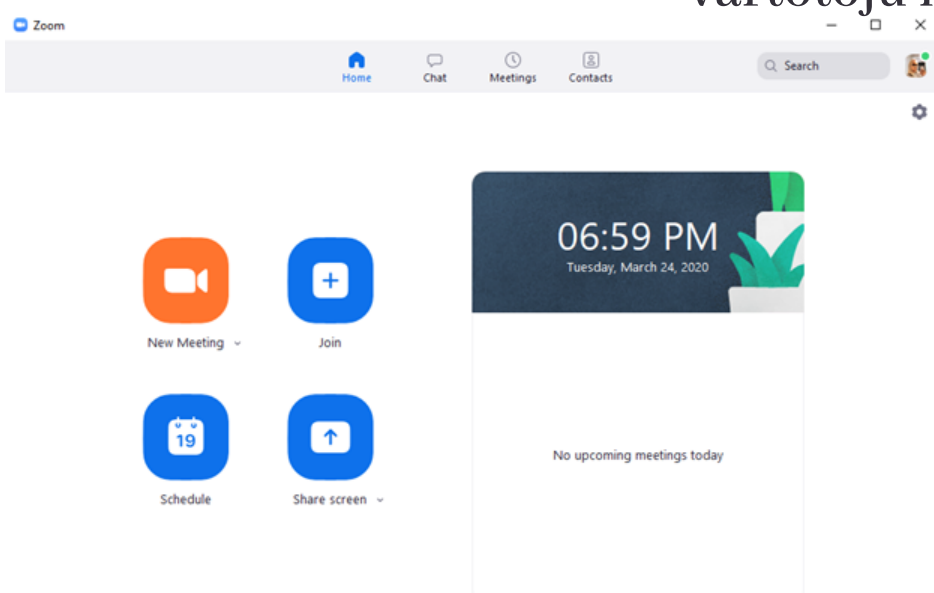 Zoom
Home Chat Meetings Contacts Search
06:59 PM
Tuesday, March 24, 2020
New Meeting Join
19
Schedule Share screen
No upcoming meetings today